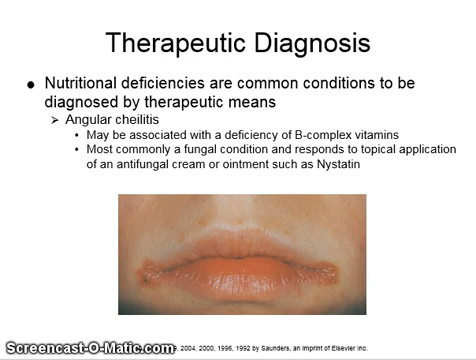 Therapeutic Diagnosis
● Nutritional deficiencies are common conditions to be
diagnosed by therapeutic means
➢ Angular cheilitis
• May be associated with a deficiency of B-complex vitamins
• Most commonly a fungal condition and responds to topical application
of an antifungal cream or ointment such as Nystatin
Screencast-O-Matic.com
, 2004, 2000, 1996, 1992 by Saunders, an imprint of Elsevier Inc.